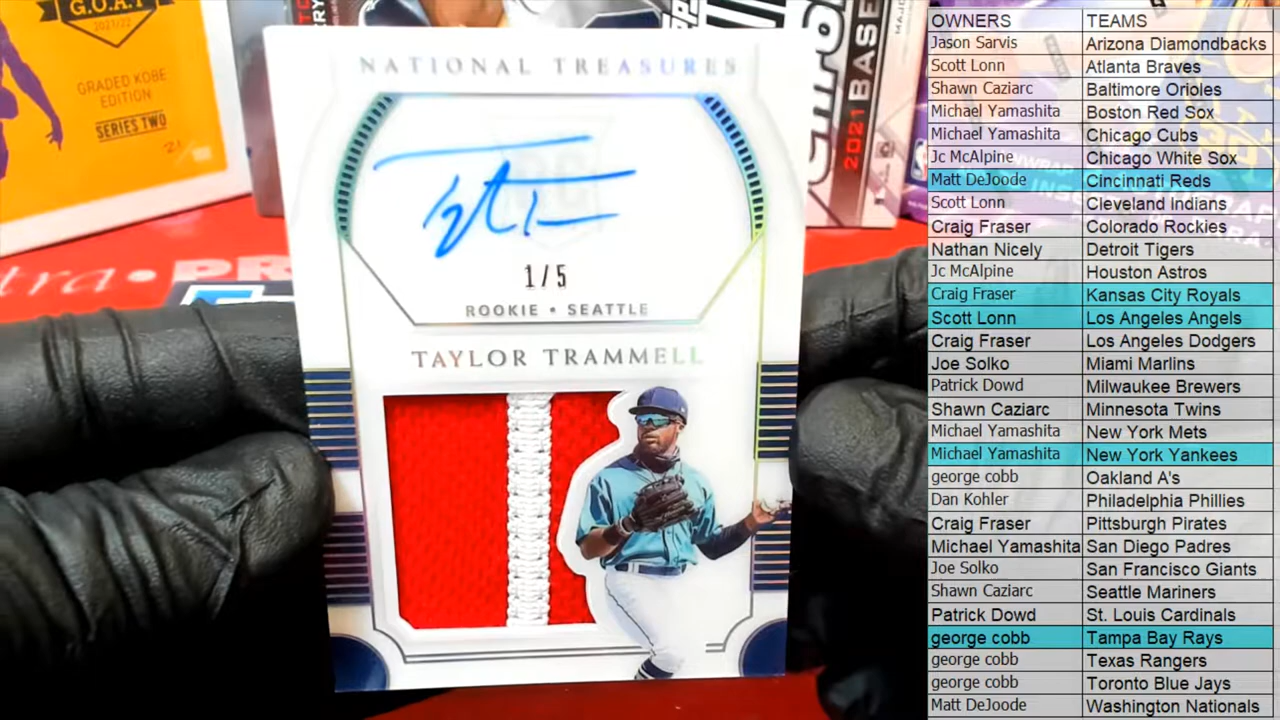 G.O.A.T
2021/22
GRADED KOBE
EDITION
SERIES TWO
2021 BASE
NATIONAL TREASURES
1/5
ROOKIE • SEATTLE
TAYLOR TRAMMELL
OWNERS TEAMS
Jason Sarvis Arizona Diamondbacks
Scott Lonn Atlanta Braves
Shawn Caziarc Baltimore Orioles
Michael Yamashita Boston Red Sox
Michael Yamashita Chicago Cubs
Jc McAlpine Chicago White Sox
Matt DeJoode Cincinnati Reds
Scott Lonn Cleveland Indians
Craig Fraser Colorado Rockies
Nathan Nicely Detroit Tigers
Jc McAlpine Houston Astros
Craig Fraser Kansas City Royals
Scott Lonn Los Angeles Angels
Craig Fraser Los Angeles Dodgers
Joe Solko Miami Marlins
Patrick Dowd Milwaukee Brewers
Shawn Caziarc Minnesota Twins
Michael Yamashita New York Mets
Michael Yamashita New York Yankees
george cobb Oakland A's
Dan Kohler Philadelphia Phillies
Craig Fraser Pittsburgh Pirates
Michael Yamashita San Diego Padres
Joe Solko San Francisco Giants
Shawn Caziarc Seattle Mariners
Patrick Dowd St. Louis Cardinals
george cobb Tampa Bay Rays
george cobb Texas Rangers
george cobb Toronto Blue Jays
Matt DeJoode Washington Nationals